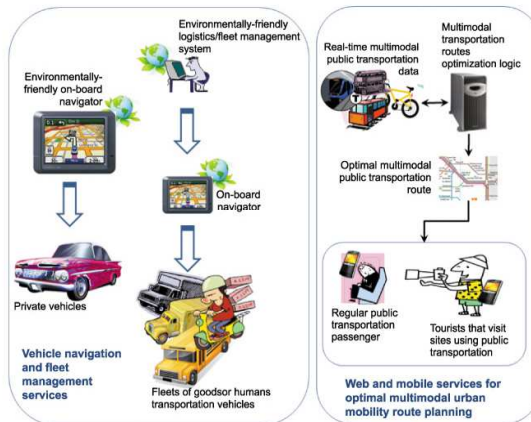 Environmentally-friendly
logistics/fleet management
system
Environmentally-
friendly on-board
navigator
On-board
navigator
Private vehicles
Vehicle navigation
and fleet
management
services
Fleets of goodsor humans
transportation vehicles
Real-time multimodal
public transportation
data
Multimodal
transportation
routes
optimization logic
Optimal multimodal
public transportation
route
Regular public
transportation
passenger
Tourists that visit
sites using public
transportation
Web and mobile services for
optimal multimodal urban
mobility route planning